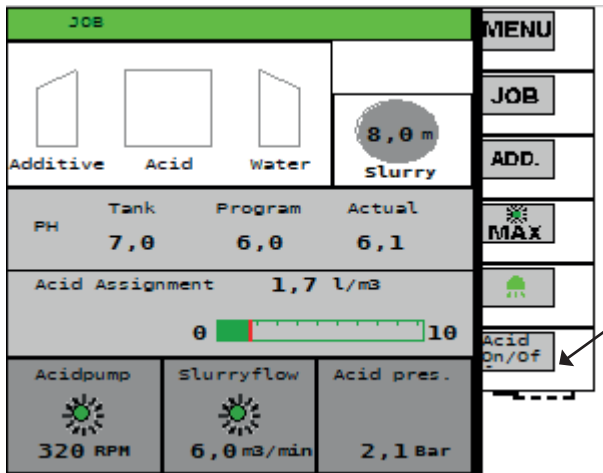 JOB
MENU
JOB
ADD.
MAX
Acid
On/Of
Additive Acid Water
8,0 m
Slurry
Tank Program Actual
PH 7,0 6,0 6,1
Acid Assignment 1,7 l/m3
0 10
Acidpump Slurryflow Acid pres.
320 RPM 6,0 m3/min 2,1 Bar